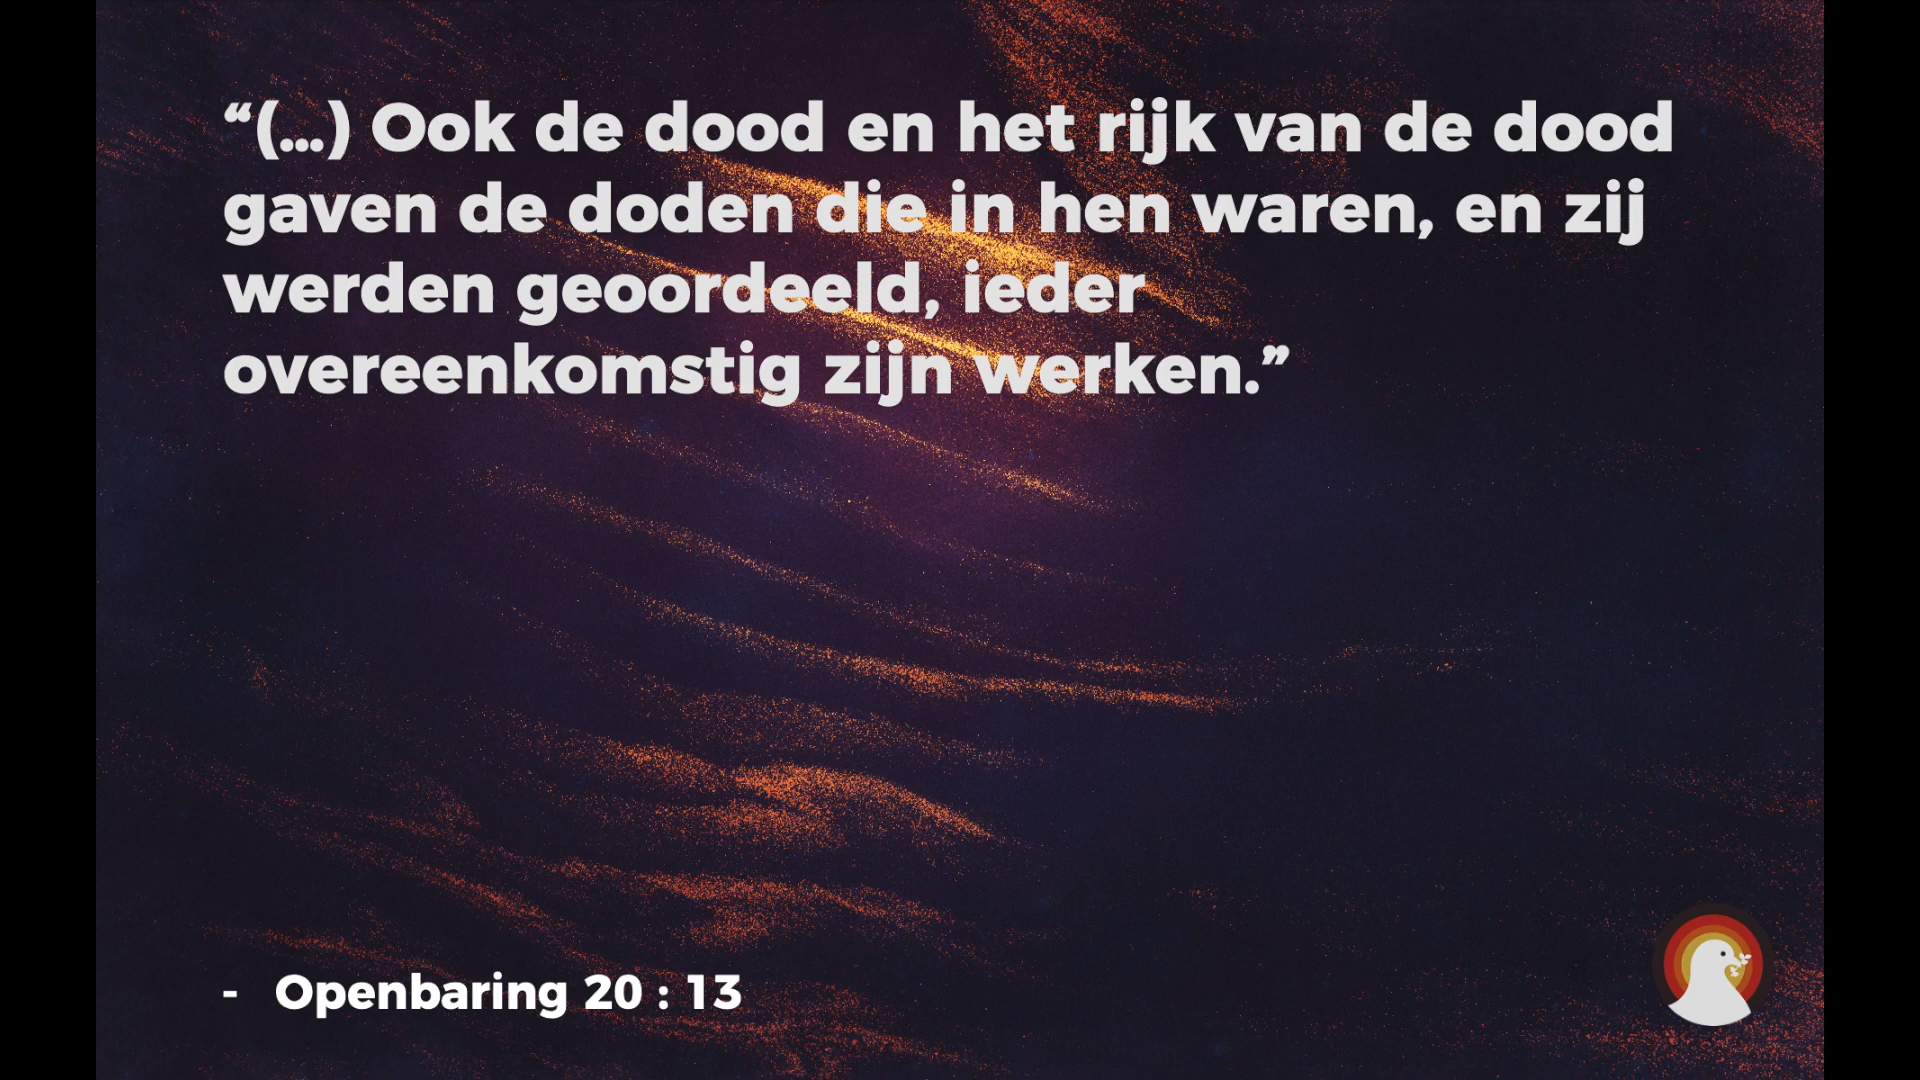 “(...) Ook de dood en het rijk van de dood
gaven de doden die in hen waren, en zij
werden geoordeeld, ieder
overeenkomstig zijn werken.”
- Openbaring 20 : 13